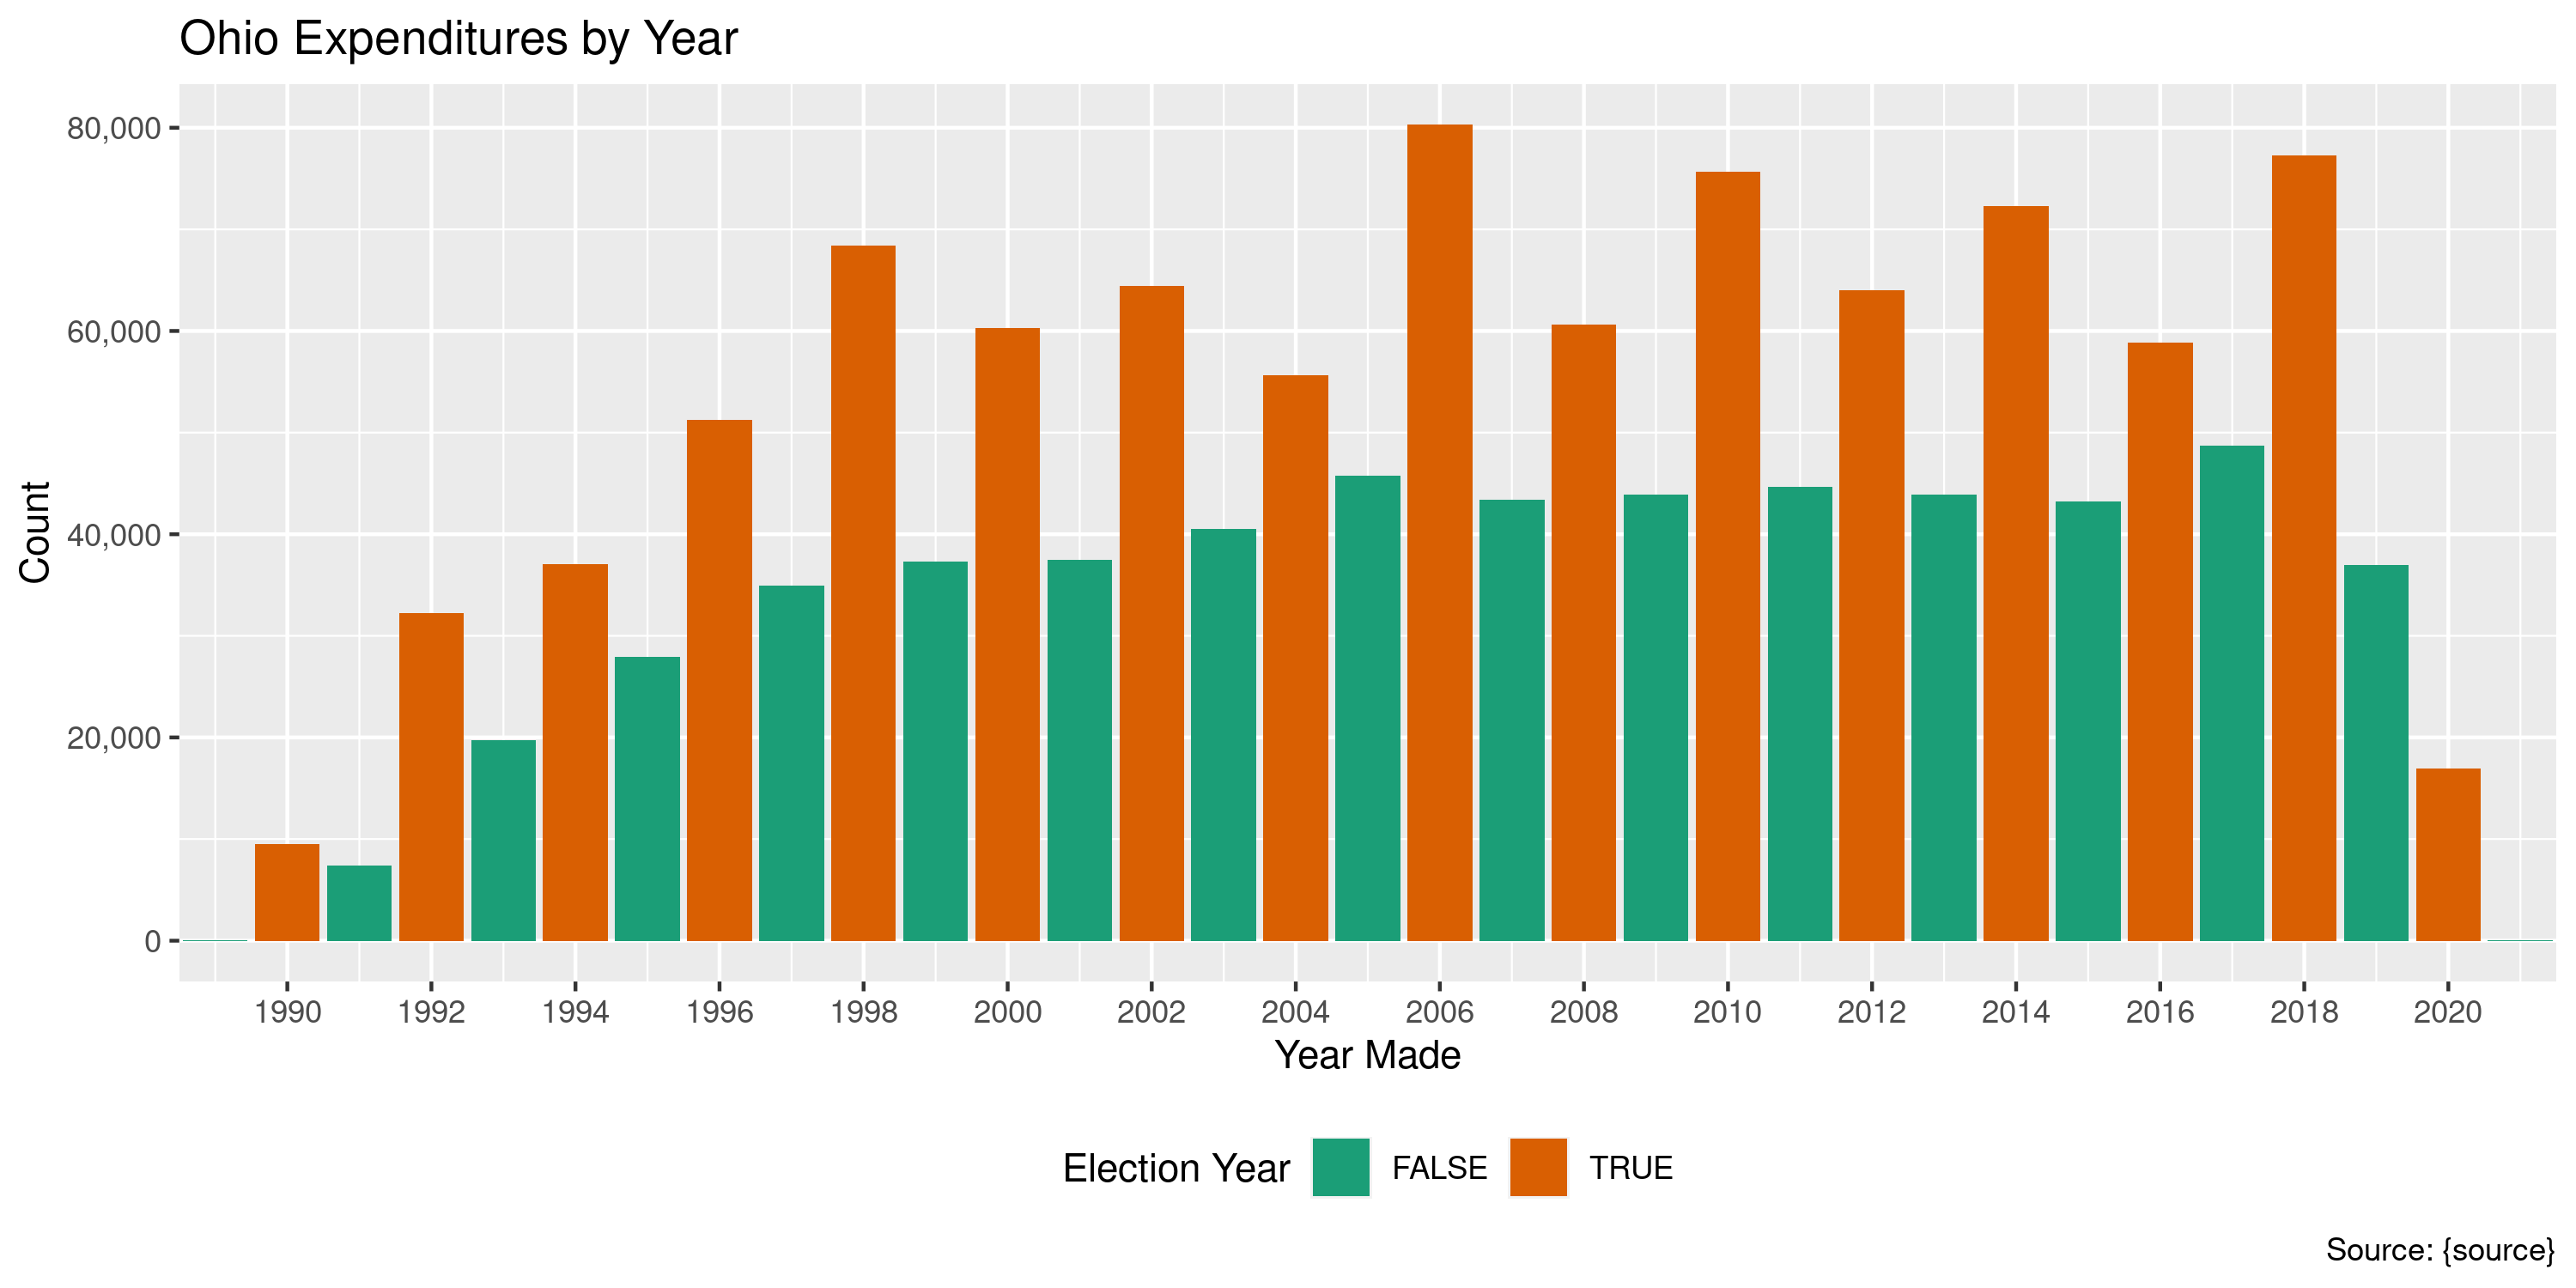 Ohio Expenditures by Year
80,000
60,000
40,000
20,000
0
Count
1990 1992 1994 1996 1998 2000 2002 2004 2006 2008 2010 2012 2014 2016 2018 2020
Year Made
Election Year FALSE TRUE
Source: {source}